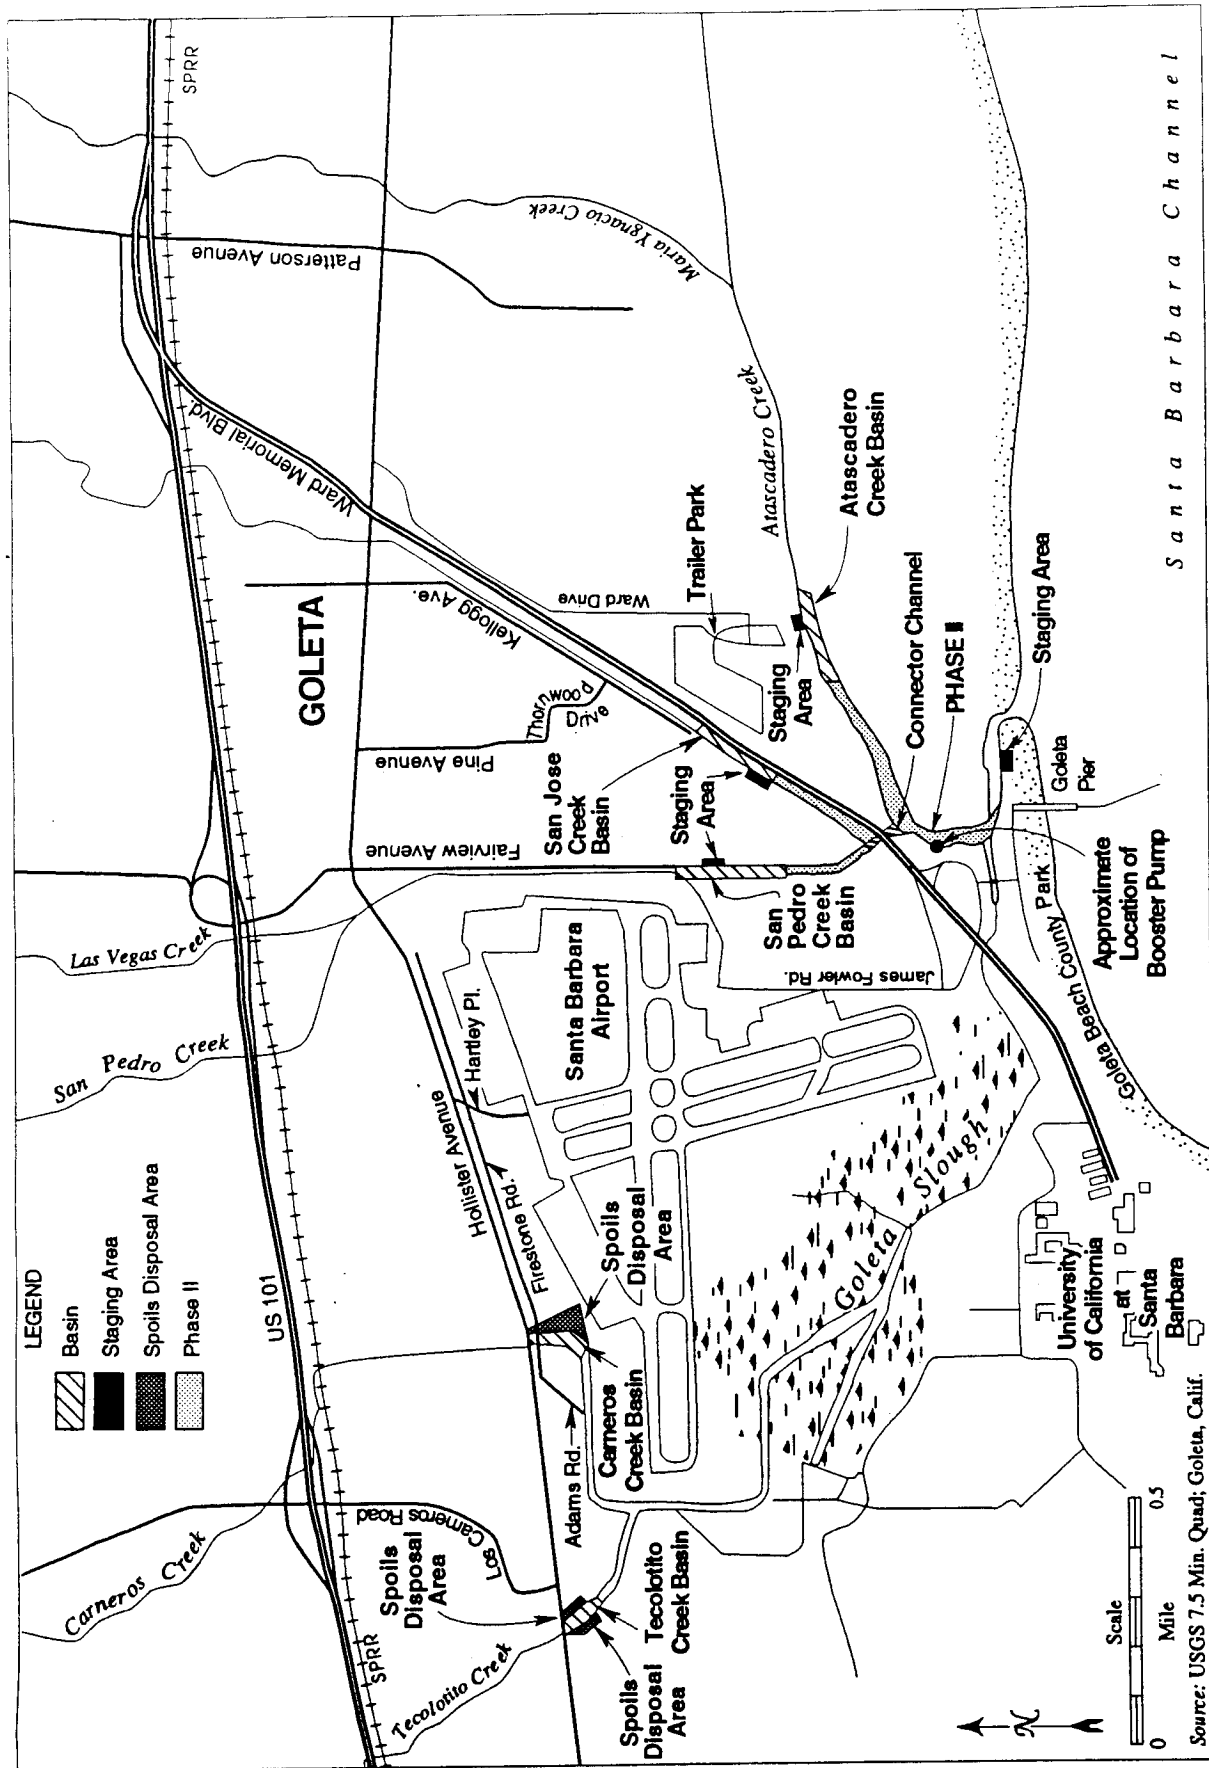 LEGEND
Basin
Staging Area
Spoils Disposal Area
Phase II
Carneros Creek
San Pedro Creek
Las Vegas Creek
US 101
SPRR
SPRR
Tecolotito Creek
Los Carneros Road
Spoils
Disposal
Area
Spoils
Disposal
Area
Tecolotito
Creek Basin
Adams Rd.
Carneros
Creek Basin
Spoils
Disposal
Area
Hollister Avenue
Firestone Rd.
Hartley Pl.
Santa Barbara
Airport
Fairview Avenue
Pine Avenue
Thornwood
Drive
GOLETA
Kellogg Ave.
Ward Memorial Blvd.
Ward Drive
Patterson Avenue
Maria Ygnacio Creek
Atascadero Creek
Trailer Park
San Jose
Creek
Basin
Staging
Area
San
Pedro
Creek
Basin
Staging
Area
Atascadero
Creek Basin
Connector Channel
PHASE II
Staging Area
James Fowler Rd.
Goleta
Pier
Goleta Beach County Park
Approximate
Location of
Booster Pump
Goleta Slough
University
of California
at
Santa
Barbara
Santa Barbara Channel
N
Scale
0
0.5
Mile
Source: USGS 7.5 Min. Quad; Goleta, Calif.